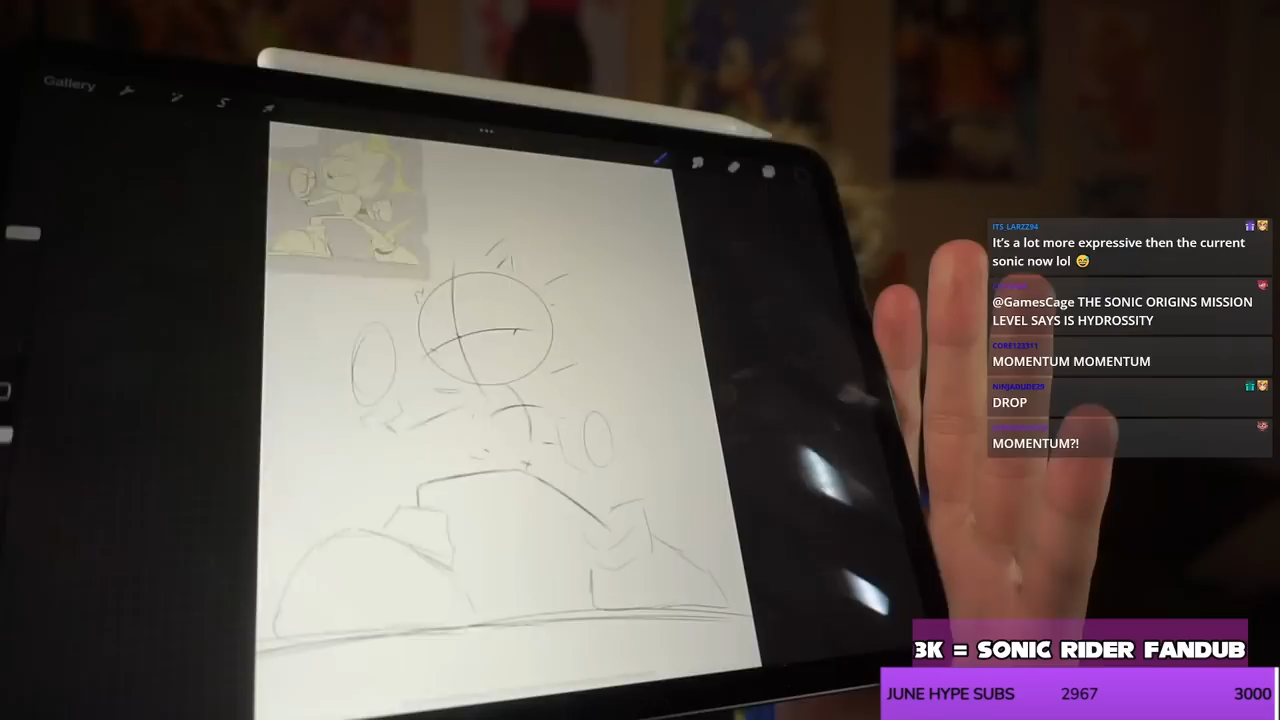 Gallery
ITS_LARZZ94
It's a lot more expressive then the current
sonic now lol 😅
@GamesCage THE SONIC ORIGINS MISSION
LEVEL SAYS IS HYDROSSITY
CORE123311
MOMENTUM MOMENTUM
NINJADUDE23
DROP
MOMENTUM?!
3K = SONIC RIDER FANDUB
JUNE HYPE SUBS 2967 3000